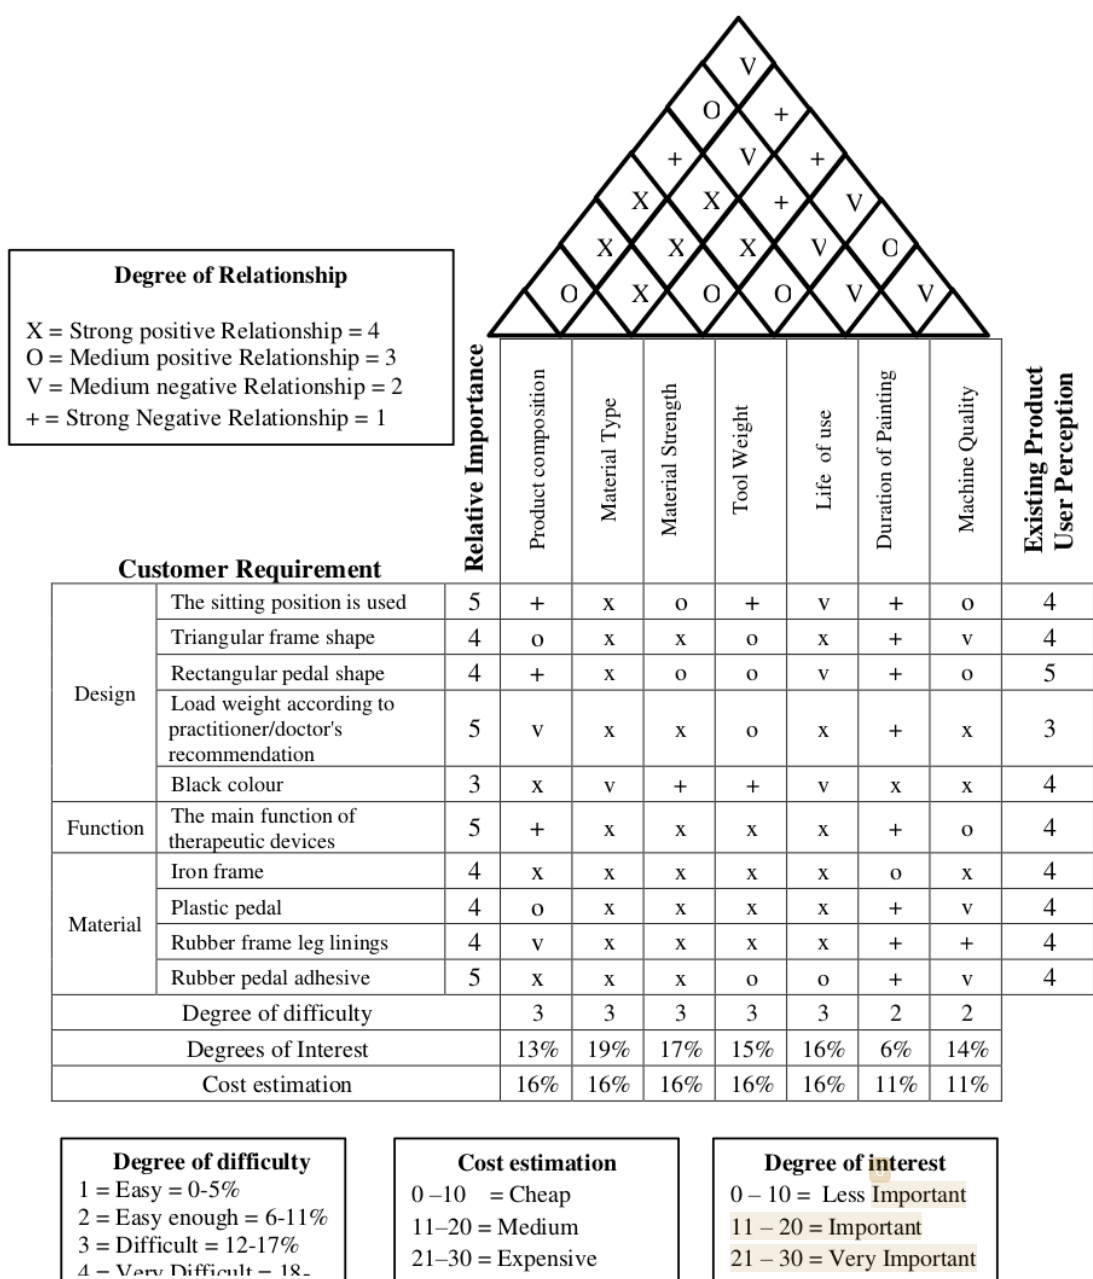 V
O +
+ V +
X X + V
X X X V O
O X O O V V
Degree of Relationship
X = Strong positive Relationship = 4
O = Medium positive Relationship = 3
V = Medium negative Relationship = 2
+ = Strong Negative Relationship = 1
Customer Requirement
Relative Importance
Product composition
Material Type
Material Strength
Tool Weight
Life of use
Duration of Painting
Machine Quality
Existing Product
User Perception
Design
The sitting position is used 5 + x o + v + o 4
Triangular frame shape 4 o x x o x + v 4
Rectangular pedal shape 4 + x o o v + o 5
Load weight according to
practitioner/doctor's
recommendation
5 v x x o x + x 3
Black colour 3 x v + + v x x 4
Function
The main function of
therapeutic devices
5 + x x x x + o 4
Material
Iron frame 4 x x x x x o x 4
Plastic pedal 4 o x x x x + v 4
Rubber frame leg linings 4 v x x x x + + 4
Rubber pedal adhesive 5 x x x o o + v 4
Degree of difficulty 3 3 3 3 3 2 2
Degrees of Interest 13% 19% 17% 15% 16% 6% 14%
Cost estimation 16% 16% 16% 16% 16% 11% 11%
Degree of difficulty
1 = Easy = 0-5%
2 = Easy enough = 6-11%
3 = Difficult = 12-17%
4 = Very Difficult = 18-
Cost estimation
0 –10 = Cheap
11–20 = Medium
21–30 = Expensive
Degree of interest
0 – 10 = Less Important
11 – 20 = Important
21 – 30 = Very Important